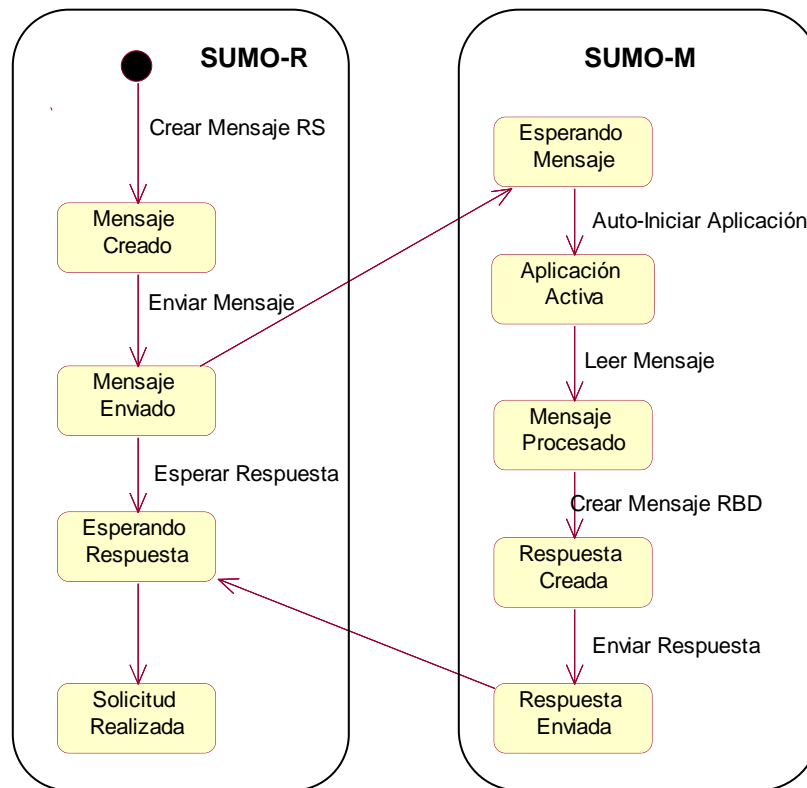 SUMO-R
Crear Mensaje RS
Mensaje
Creado
Enviar Mensaje
Mensaje
Enviado
Esperar Respuesta
Esperando
Respuesta
Solicitud
Realizada
SUMO-M
Esperando
Mensaje
Auto-Iniciar Aplicación
Aplicación
Activa
Leer Mensaje
Mensaje
Procesado
Crear Mensaje RBD
Respuesta
Creada
Enviar Respuesta
Respuesta
Enviada